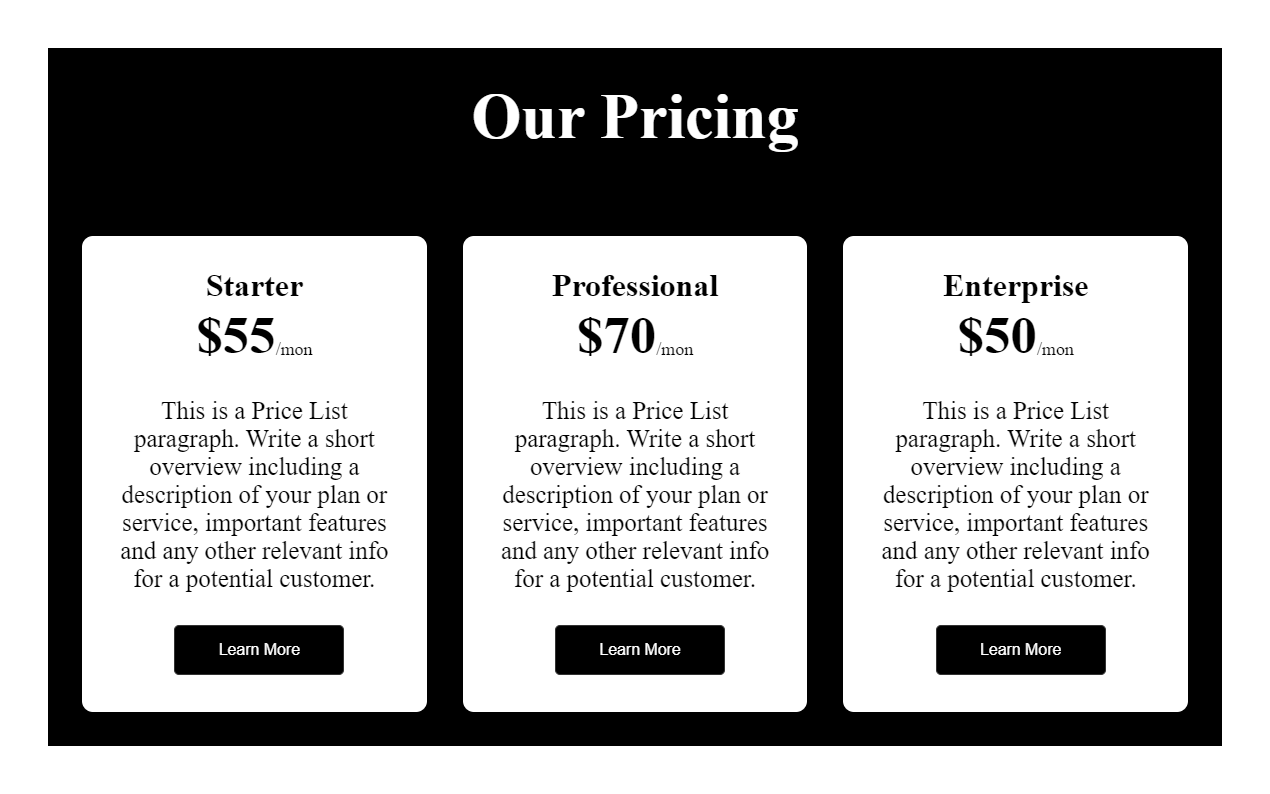 Our Pricing
Starter
$55/mon
This is a Price List
paragraph. Write a short
overview including a
description of your plan or
service, important features
and any other relevant info
for a potential customer.
Learn More
Professional
$70/mon
This is a Price List
paragraph. Write a short
overview including a
description of your plan or
service, important features
and any other relevant info
for a potential customer.
Learn More
Enterprise
$50/mon
This is a Price List
paragraph. Write a short
overview including a
description of your plan or
service, important features
and any other relevant info
for a potential customer.
Learn More